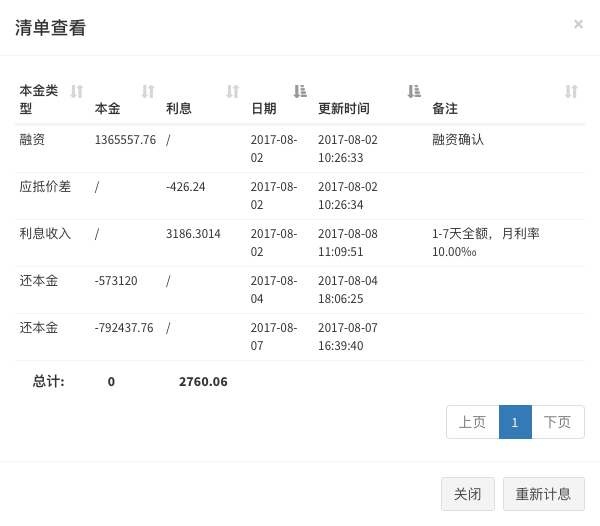 清单查看 ×
本金类型 本金 利息 日期 更新时间 备注
融资 1365557.76 / 2017-08-02 2017-08-02 10:26:33 融资确认
应抵价差 / -426.24 2017-08-02 2017-08-02 10:26:34
利息收入 / 3186.3014 2017-08-02 2017-08-08 11:09:51 1-7天全额，月利率10.00‰
还本金 -573120 / 2017-08-04 2017-08-04 18:06:25
还本金 -792437.76 / 2017-08-07 2017-08-07 16:39:40
总计: 0 2760.06
上页 1 下页
关闭 重新计息